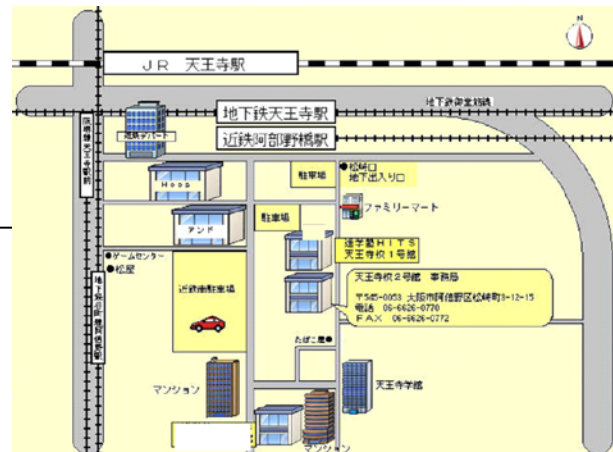 JR 天王寺駅
地下鉄天王寺駅
地下鉄御堂筋線
近鉄阿部野橋駅
近鉄デパート
●松崎口
地下出入り口
駐車場
Hoop
ファミリーマート
駐車場
アンド
進学塾HITS
天王寺校1号館
●ゲームセンター
●松屋
近鉄南駐車場
天王寺校2号館 事務局
〒545-0053 大阪市阿倍野区松崎町3-12-15
電話 06-6626-0770
FAX 06-6626-0772
たばこ屋●
マンション
天王寺学館
マンション